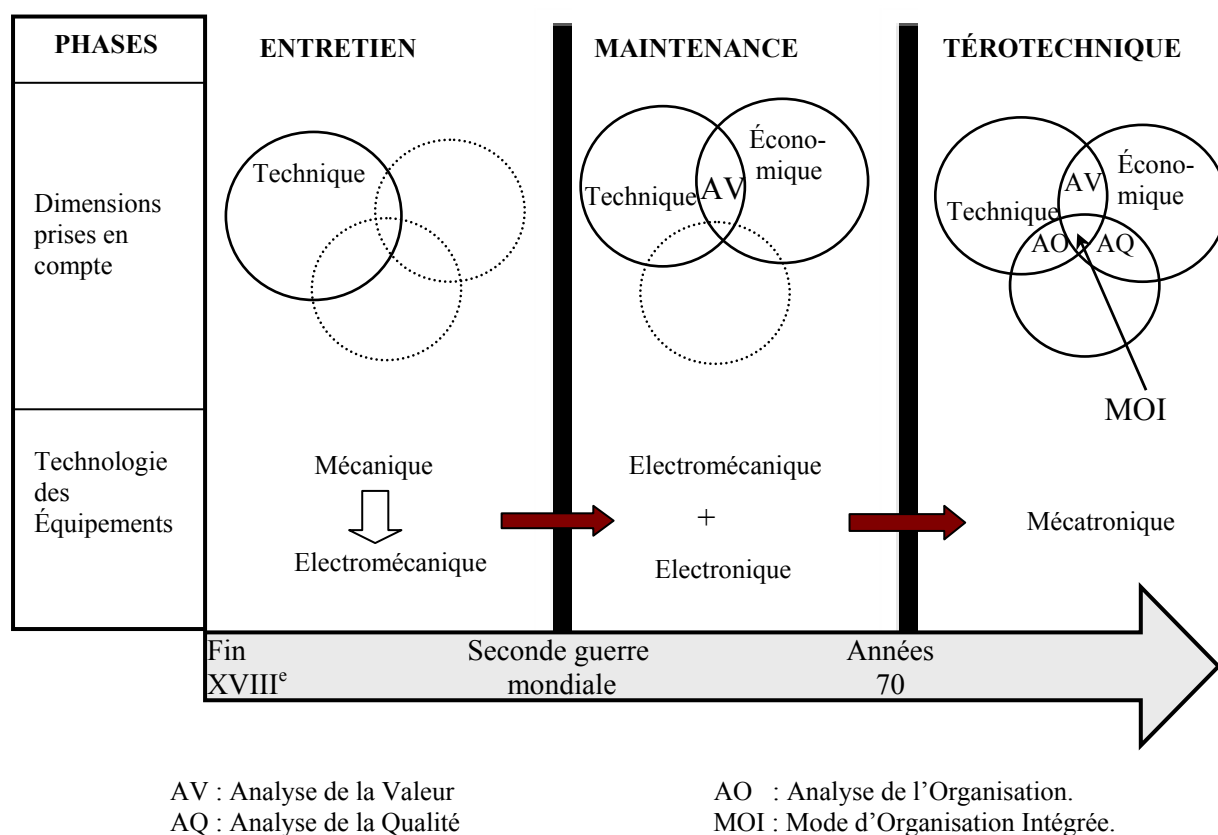 PHASES
ENTRETIEN
MAINTENANCE
TÉROTECHNIQUE
Dimensions
prises en
compte
Technique
Technique
AV
Écono-
mique
Technique
AV
Écono-
mique
AO
AQ
MOI
Technologie
des
Équipements
Mécanique
Electromécanique
Electromécanique
+
Electronique
Mécatronique
Fin
XVIIIe
Seconde guerre
mondiale
Années
70
AV : Analyse de la Valeur
AQ : Analyse de la Qualité
AO : Analyse de l’Organisation.
MOI : Mode d’Organisation Intégrée.